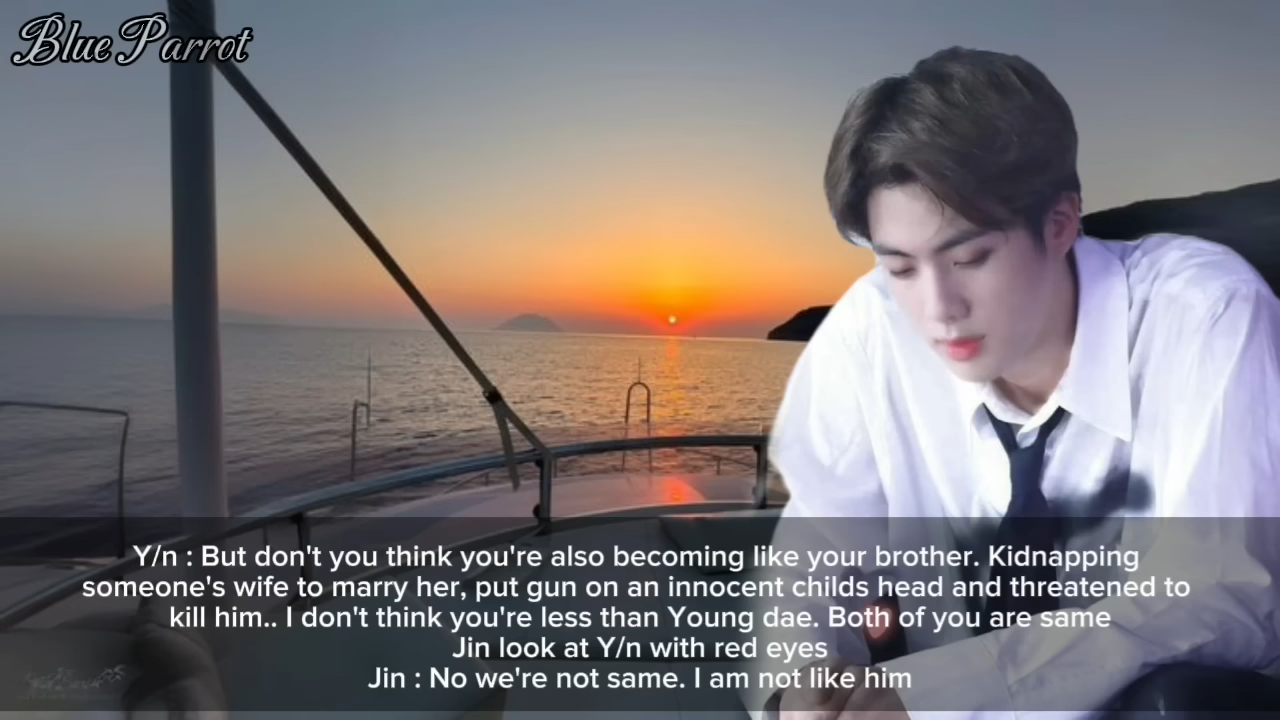 Blue Parrot
Y/n : But don't you think you're also becoming like your brother. Kidnapping
someone's wife to marry her, put gun on an innocent childs head and threatened to
kill him.. I don't think you're less than Young dae. Both of you are same
Jin look at Y/n with red eyes
Jin : No we're not same. I am not like him